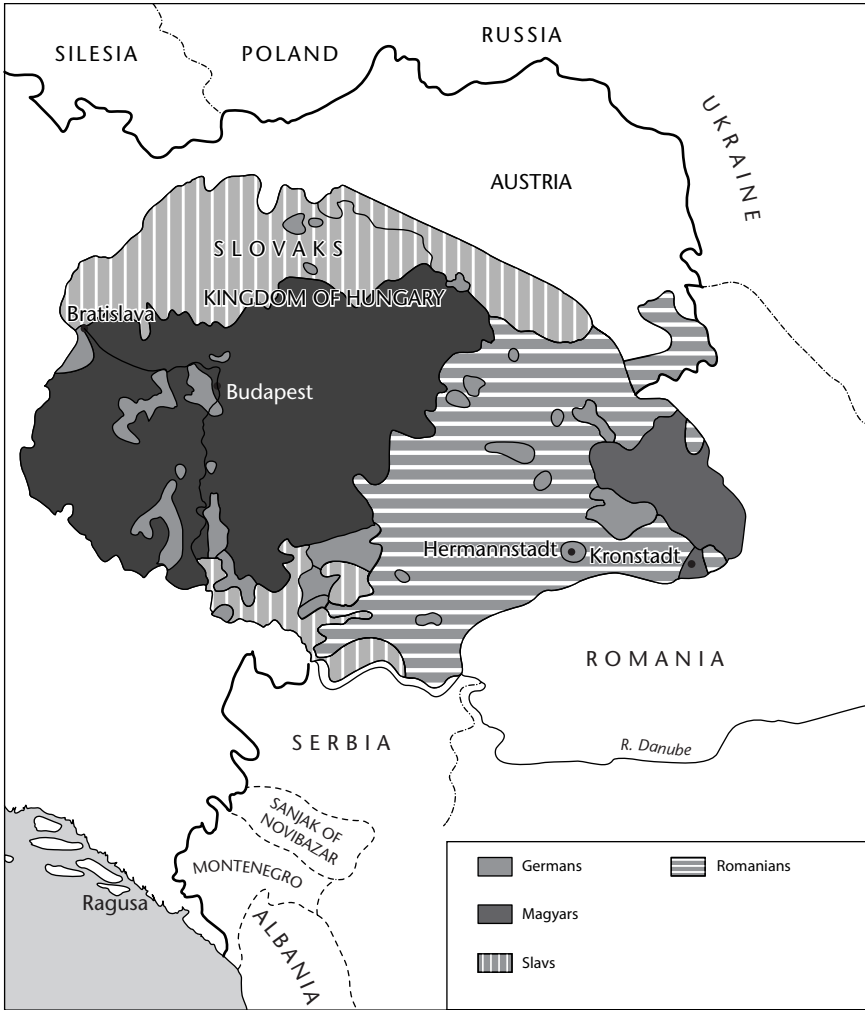 SILESIA
POLAND
RUSSIA
UKRAINE
AUSTRIA
SLOVAKS
KINGDOM OF HUNGARY
Bratislava
Budapest
Hermannstadt
Kronstadt
ROMANIA
SERBIA
R. Danube
SANJAK OF
NOVIBAZAR
MONTENEGRO
Ragusa
ALBANIA
Germans
Romanians
Magyars
Slavs